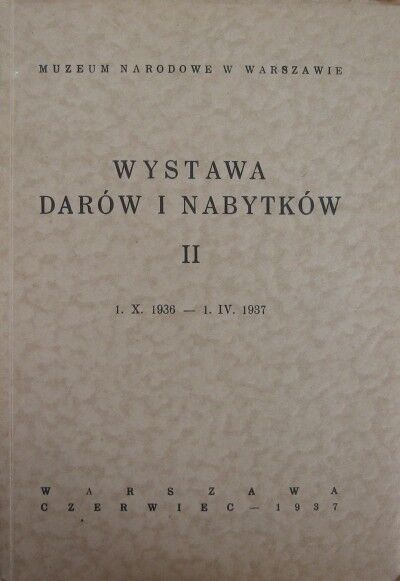 MUZEUM NARODOWE W WARSZAWIE
WYSTAWA
DARÓW I NABYTKÓW
II
1. X. 1936 — 1. IV. 1937
WARSZAWA
CZERWIEC — 1937